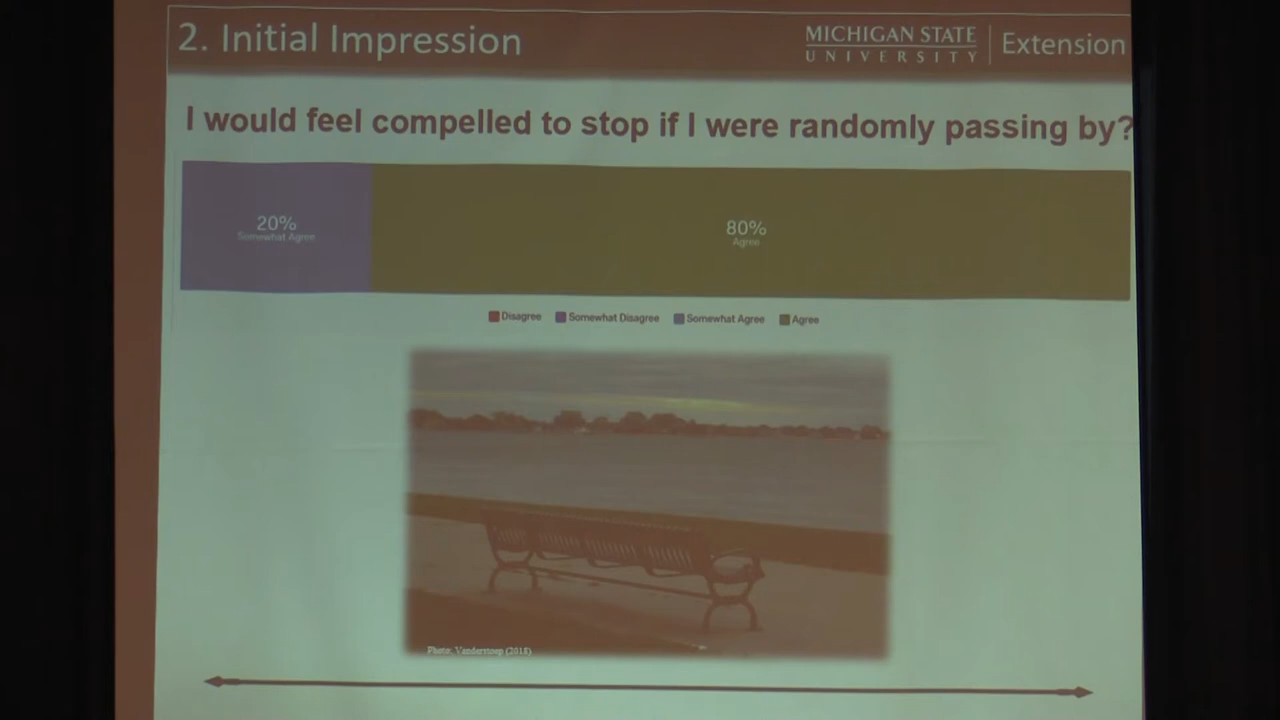 2. Initial Impression
MICHIGAN STATE
UNIVERSITY
Extension
I would feel compelled to stop if I were randomly passing by?
20%
Somewhat Agree
80%
Agree
Disagree
Somewhat Disagree
Somewhat Agree
Agree
Photo: Vanderstoep (2018)